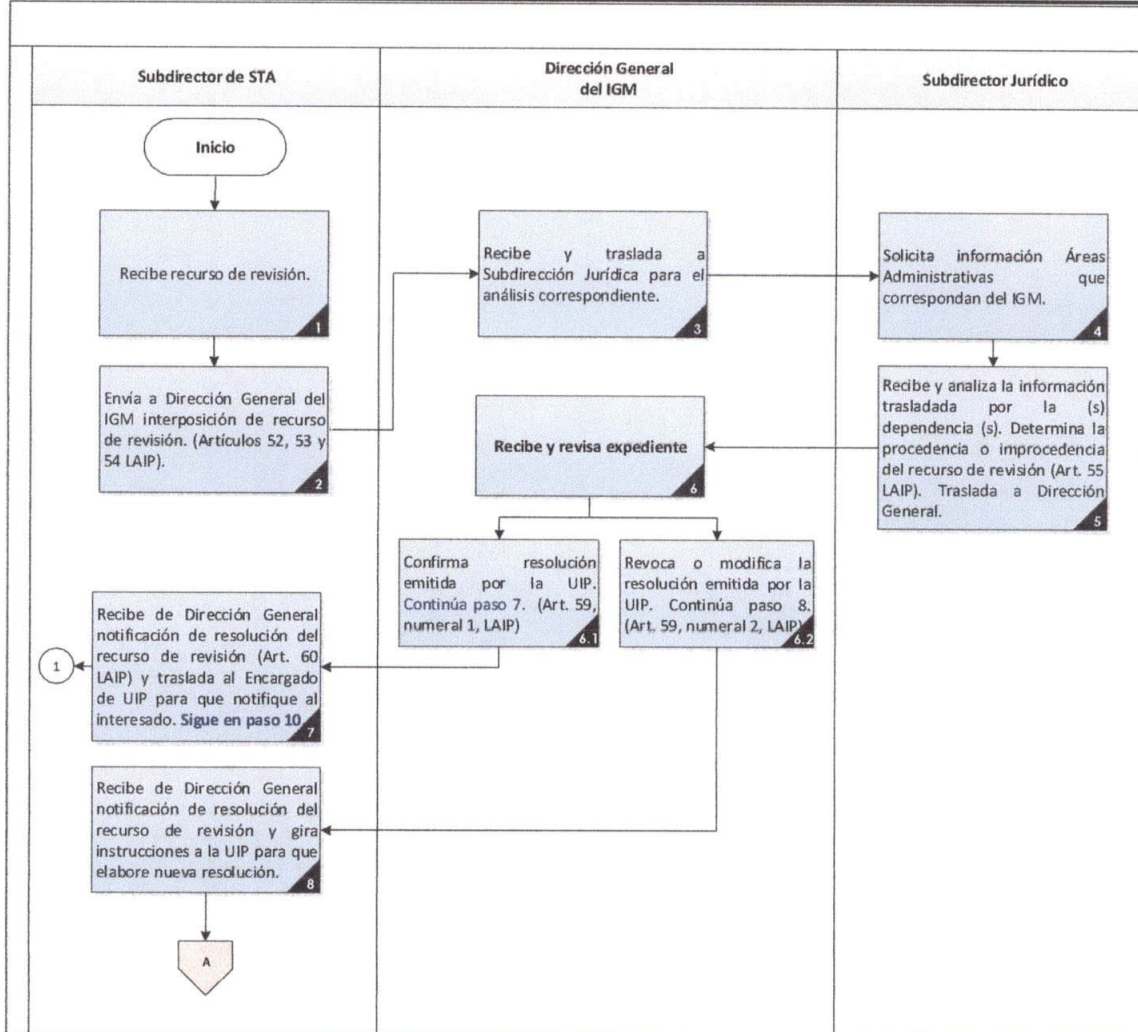 Subdirector de STA
Dirección General
del IGM
Subdirector Jurídico
Inicio
Recibe recurso de revisión.
1
Envía a Dirección General del
IGM interposición de recurso
de revisión. (Artículos 52, 53 y
54 LAIP).
2
Recibe y traslada a
Subdirección Jurídica para el
análisis correspondiente.
3
Solicita información Áreas
Administrativas que
correspondan del IGM.
4
Recibe y analiza la información
trasladada por la (s)
dependencia (s). Determina la
procedencia o improcedencia
del recurso de revisión (Art. 55
LAIP). Traslada a Dirección
General.
5
Recibe y revisa expediente
6
Confirma resolución
emitida por la UIP.
Continúa paso 7. (Art. 59,
numeral 1, LAIP)
6.1
Revoca o modifica la
resolución emitida por la
UIP. Continúa paso 8.
(Art. 59, numeral 2, LAIP)
6.2
Recibe de Dirección General
notificación de resolución del
recurso de revisión (Art. 60
LAIP) y traslada al Encargado
de UIP para que notifique al
interesado. Sigue en paso 10
7
1
Recibe de Dirección General
notificación de resolución del
recurso de revisión y gira
instrucciones a la UIP para que
elabore nueva resolución.
8
A